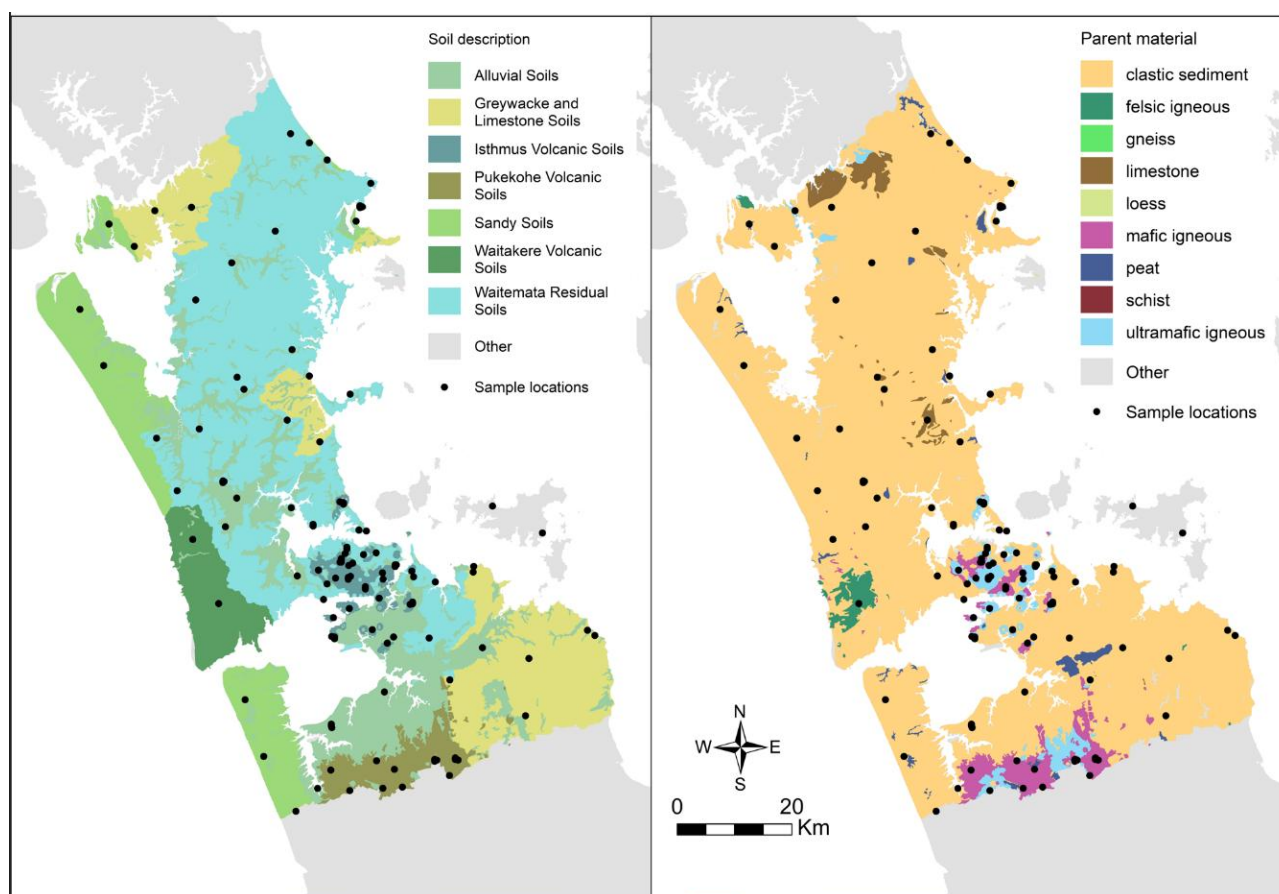 Soil description
Alluvial Soils
Greywacke and
Limestone Soils
Isthmus Volcanic Soils
Pukekohe Volcanic
Soils
Sandy Soils
Waitakere Volcanic
Soils
Waitemata Residual
Soils
Other
Sample locations
Parent material
clastic sediment
felsic igneous
gneiss
limestone
loess
mafic igneous
peat
schist
ultramafic igneous
Other
Sample locations
N
W E
S
0 20
Km